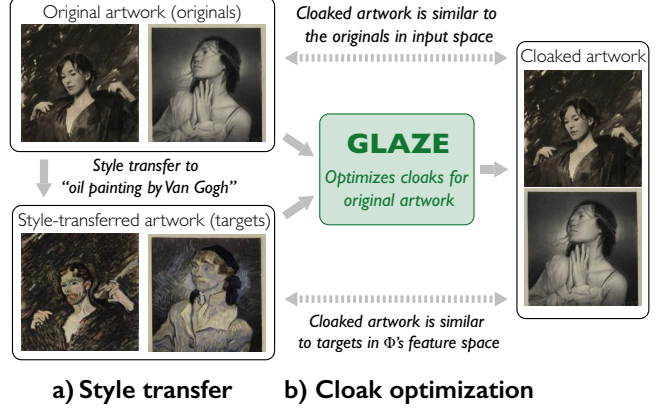 Original artwork (originals)
Cloaked artwork is similar to
the originals in input space
Cloaked artwork
GLAZE
Optimizes cloaks for
original artwork
Style transfer to
“oil painting by Van Gogh”
Style-transferred artwork (targets)
Cloaked artwork is similar
to targets in Φ’s feature space
a) Style transfer
b) Cloak optimization